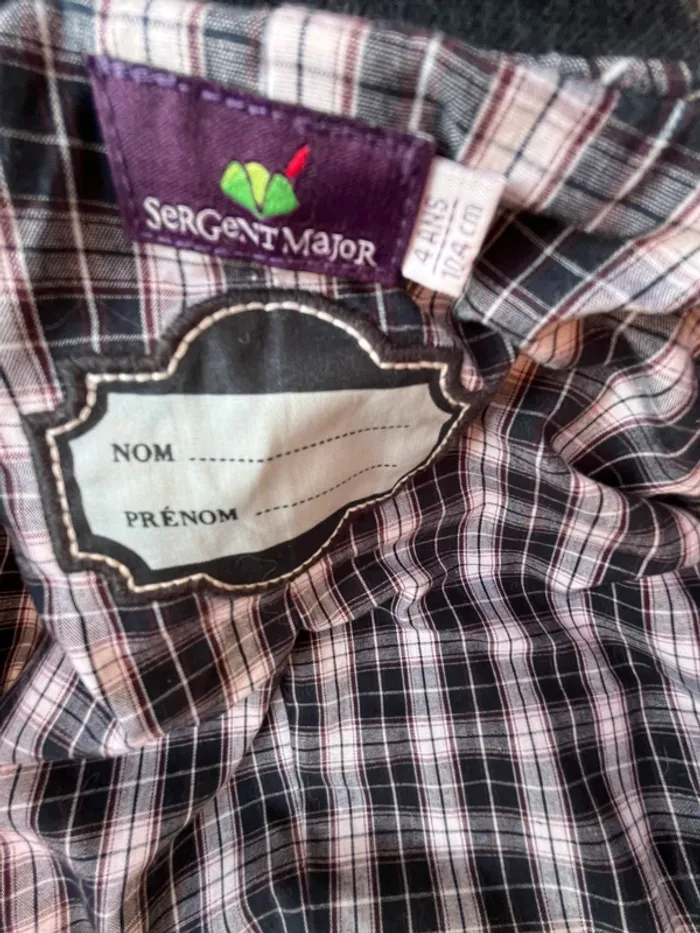 SeRGeNT MaJoR
4 ANS
104 cm
NOM
PRÉNOM